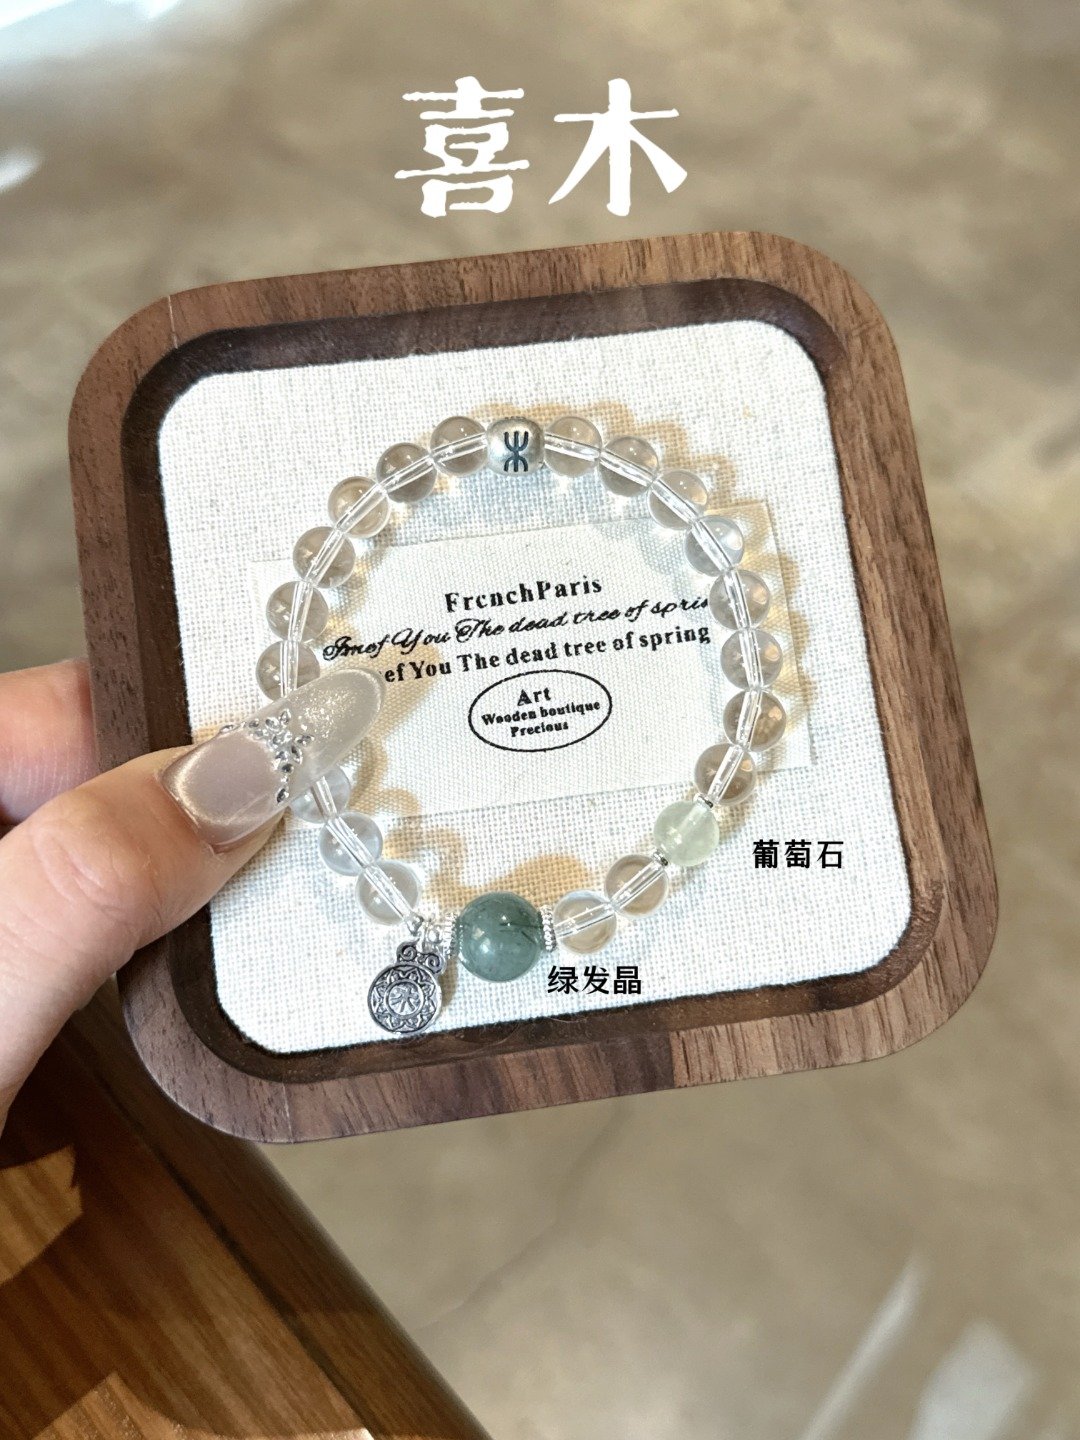 喜木
FrenchParis
Imef You The dead tree of spri
ef You The dead tree of spring
Art
Wooden boutique
Precious
葡萄石
绿发晶